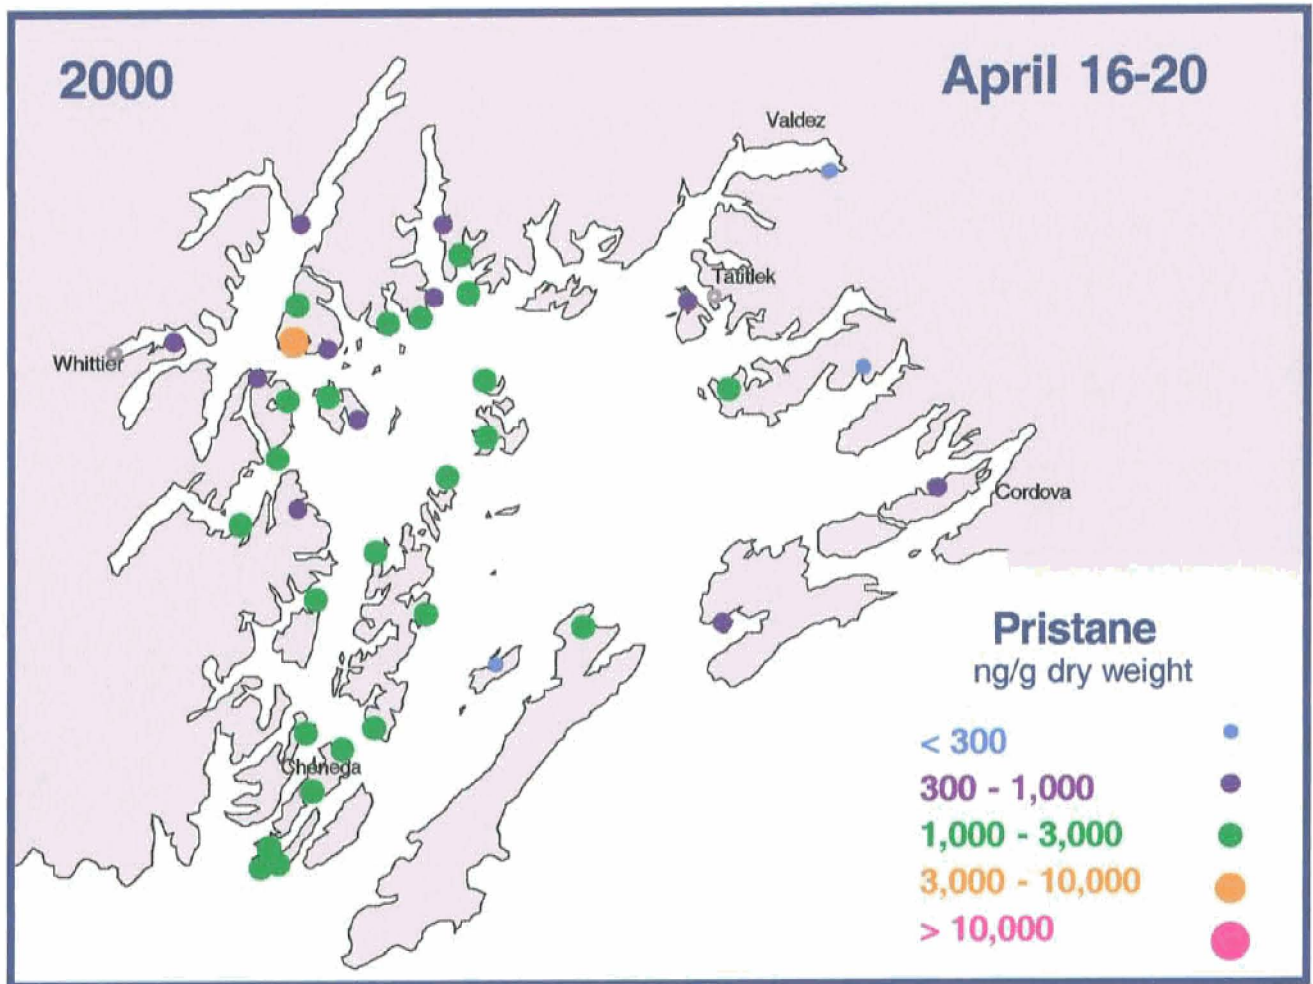 2000
April 16-20
Valdez
Tatitlek
Whittier
Cordova
Chenega
Pristane
ng/g dry weight
< 300
300 - 1,000
1,000 - 3,000
3,000 - 10,000
> 10,000